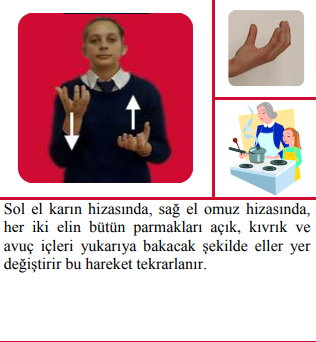 Sol el karın hizasında, sağ el omuz hizasında,
her iki elin bütün parmakları açık, kıvrık ve
avuç içleri yukarıya bakacak şekilde eller yer
değiştirir bu hareket tekrarlanır.